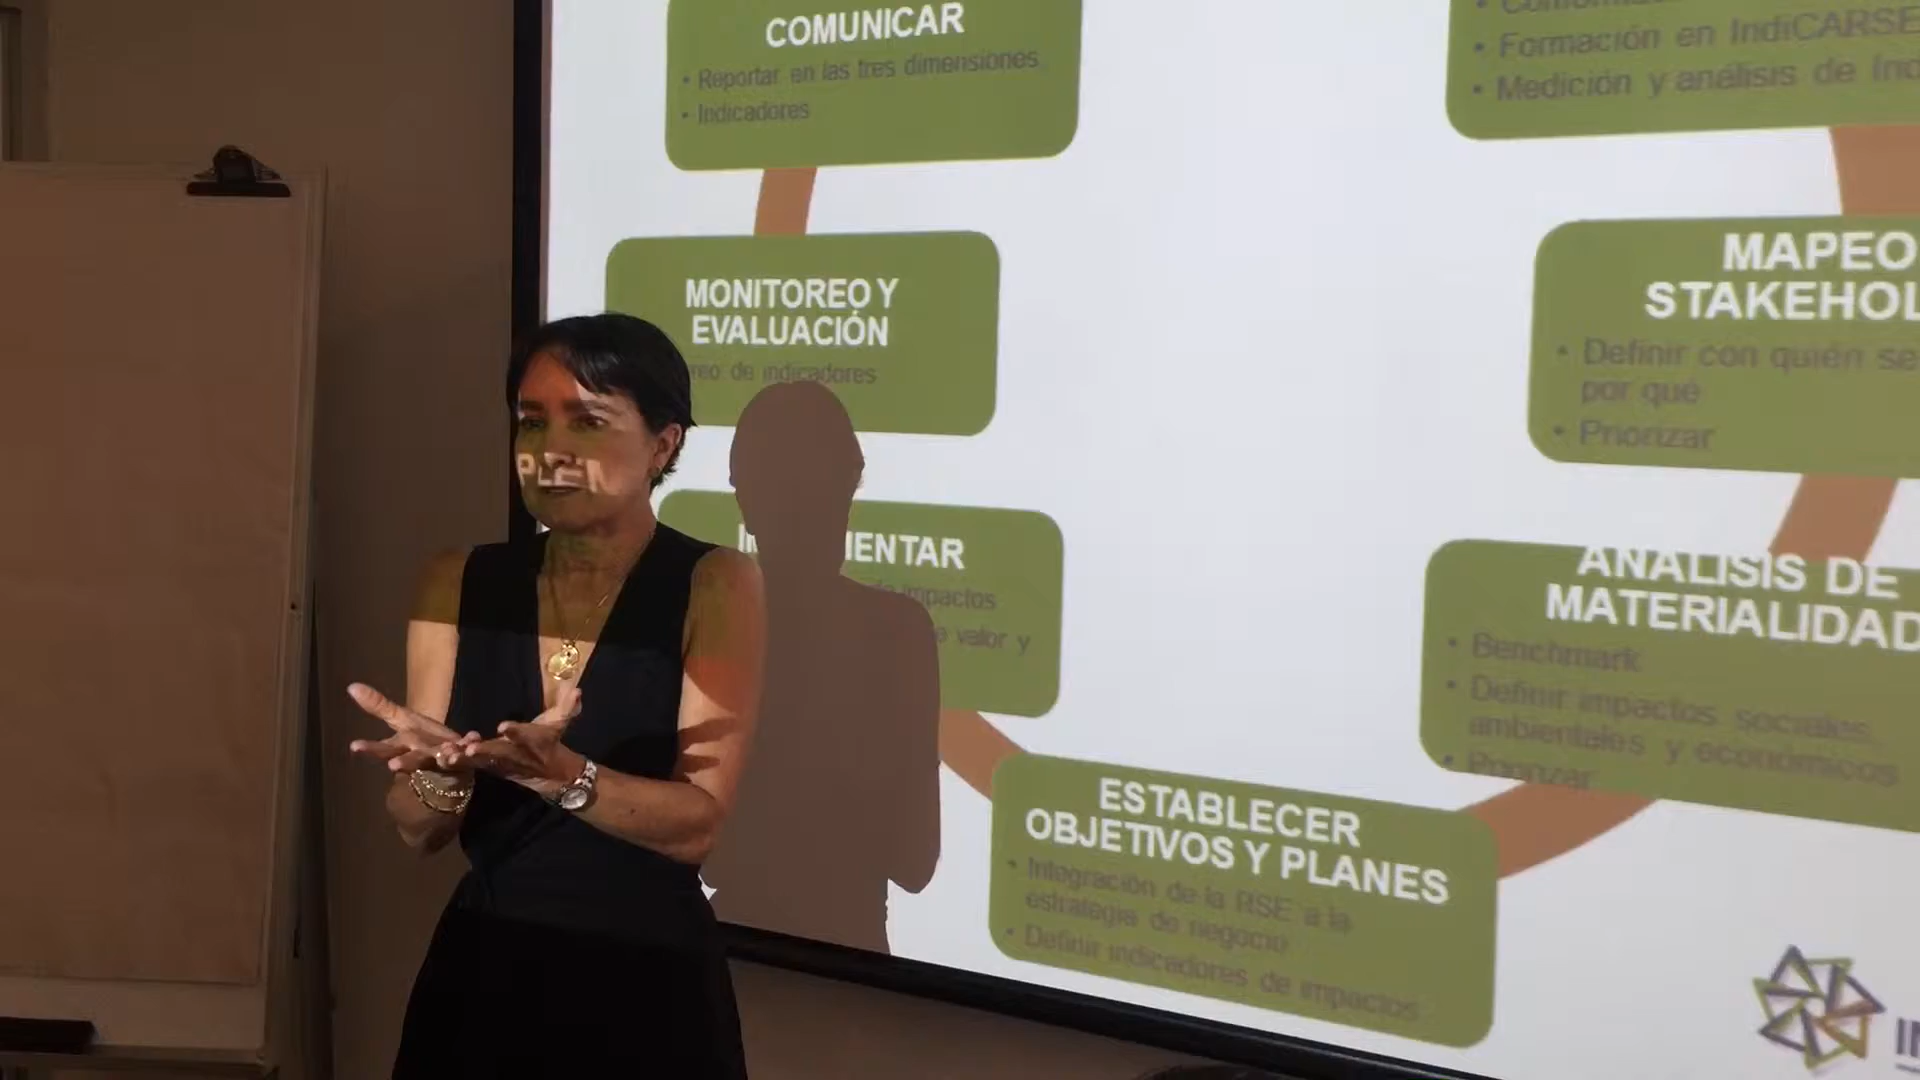 COMUNICAR
• Reportar en las tres dimensiones
• Indicadores
MONITOREO Y
EVALUACIÓN
de indicadores
ENTAR
impactos
valor y
ESTABLECER
OBJETIVOS Y PLANES
• Integración de la RSE a la
estrategia de negocio
• Definir indicadores de impactos
• Formación en IndiCARSE
• Medición y análisis de
MAPEO
STAKEHOL
• Definir con quién se
por qué
• Priorizar
ANÁLISIS DE
MATERIALIDAD
• Benchmark
• Definir impactos sociales,
ambientales y económicos
• Priorizar